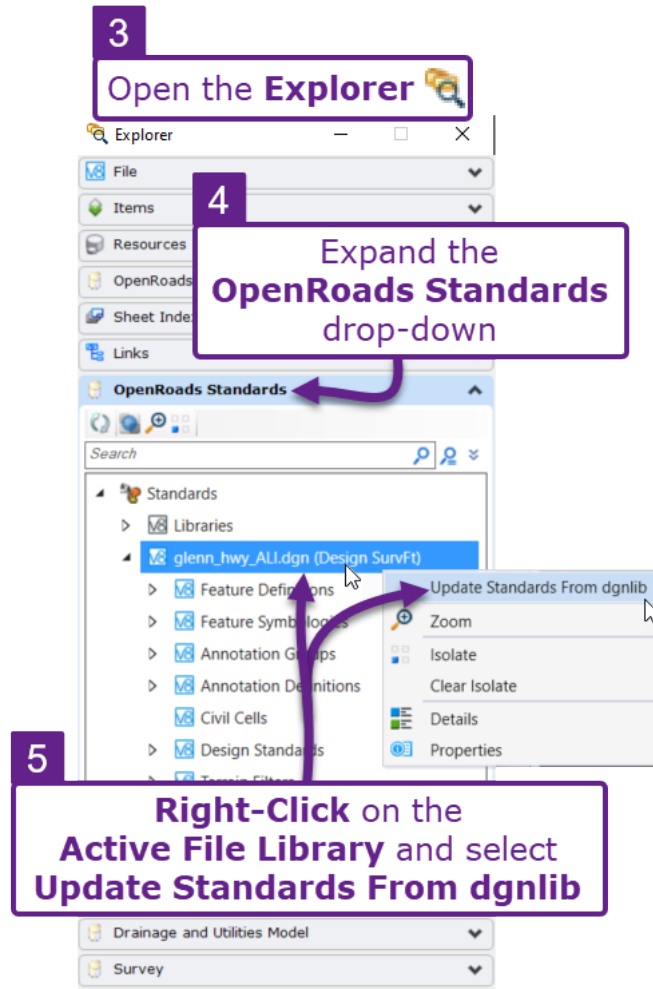 3
Open the Explorer
Explorer
File
Items
4
Resources
Expand the
OpenRoads Standards
drop-down
OpenRoads
Sheet Inde
Links
OpenRoads Standards
Search
Standards
Libraries
glenn_hwy_ALI.dgn (Design SurvFt)
Feature Definitions
Feature Symbologies
Annotation Groups
Annotation Definitions
Civil Cells
Design Standards
Update Standards From dgnlib
Zoom
Isolate
Clear Isolate
Details
Properties
5
Terrain Filters
Right-Click on the
Active File Library and select
Update Standards From dgnlib
Drainage and Utilities Model
Survey